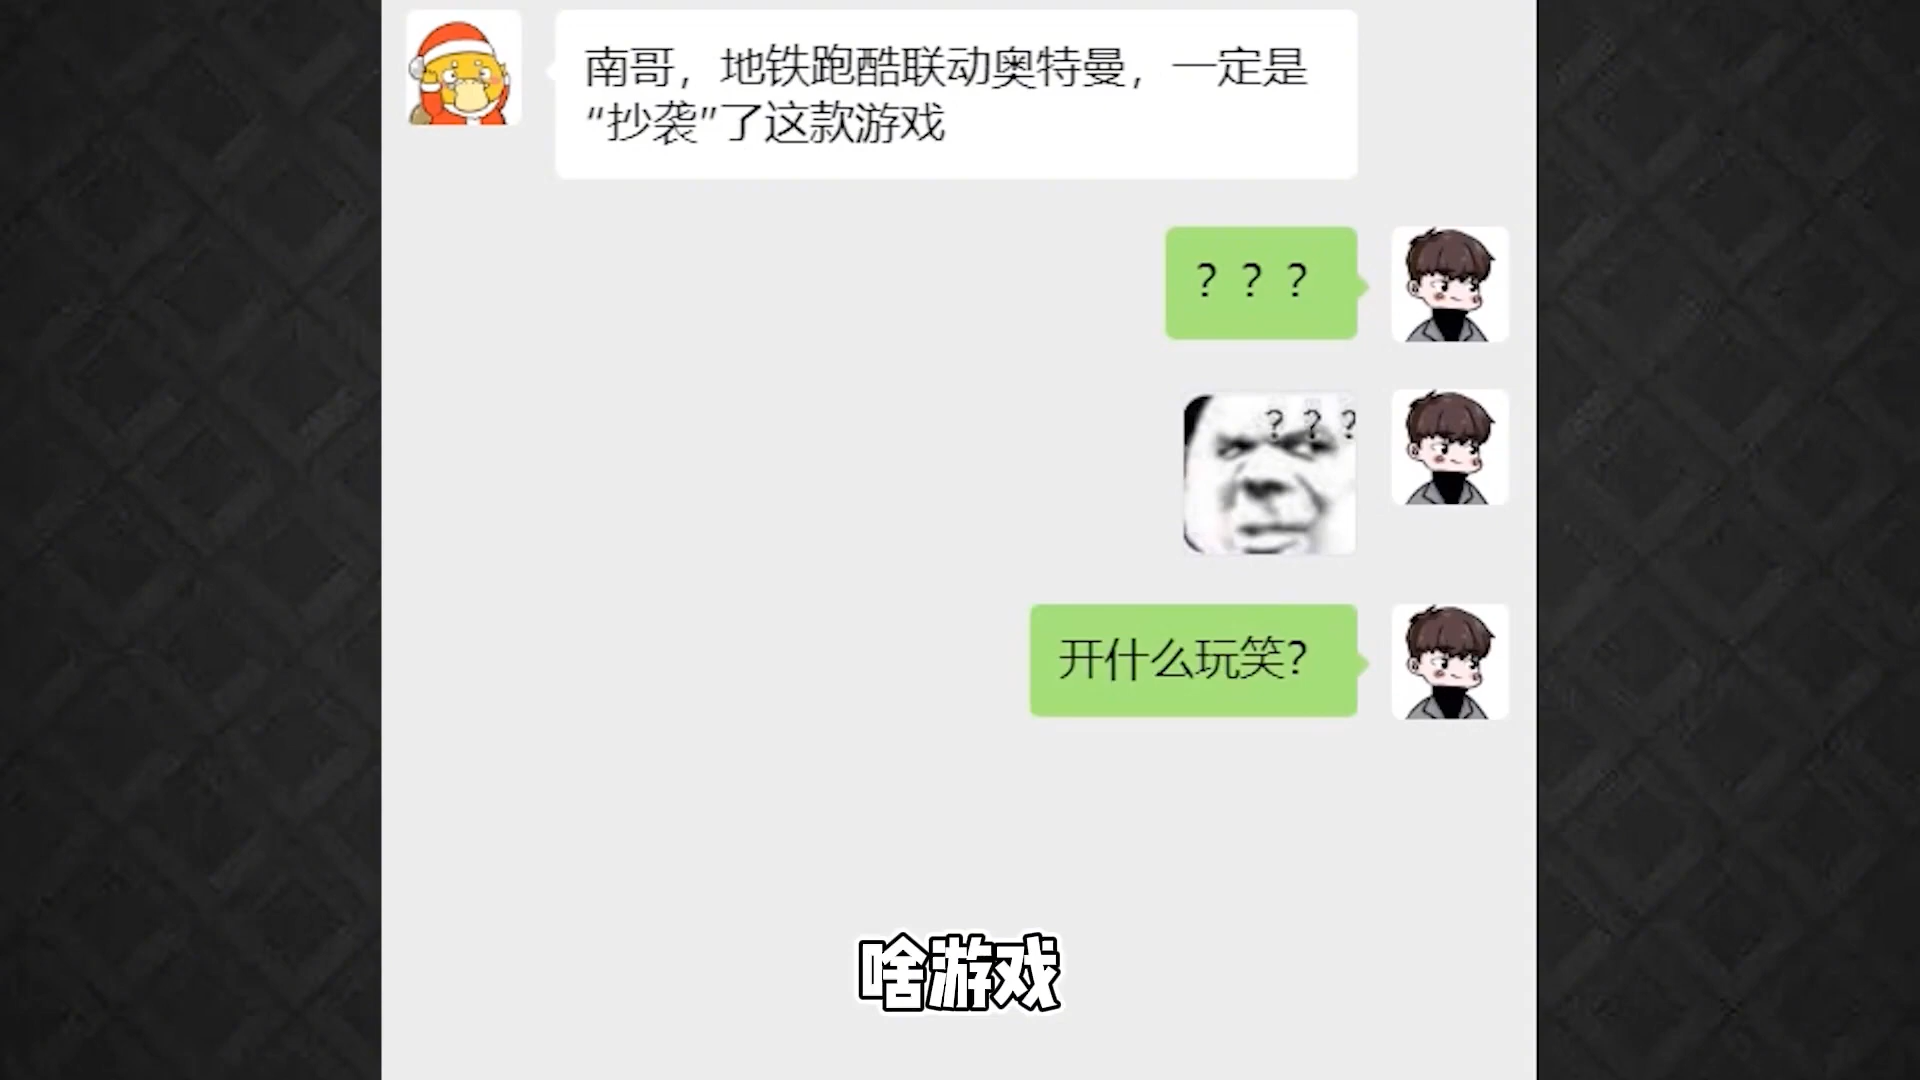 南哥，地铁跑酷联动奥特曼，一定是
“抄袭”了这款游戏
？？？
？？？
开什么玩笑？
啥游戏